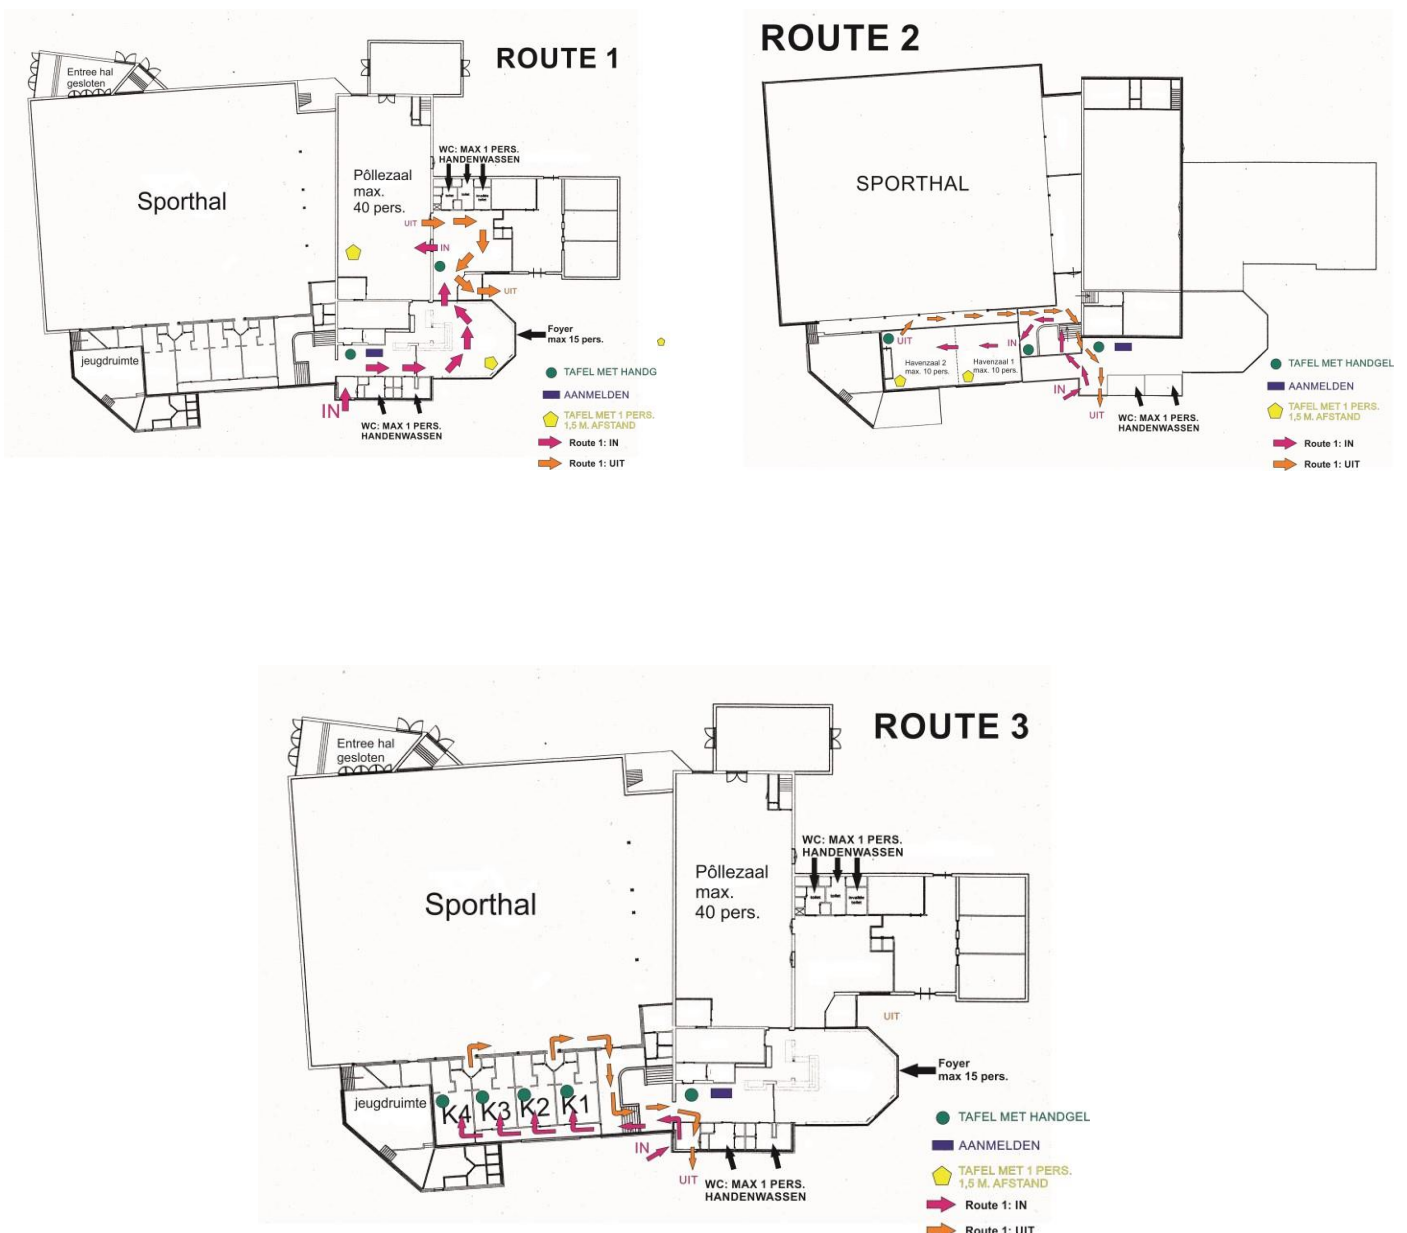 ROUTE 1
Entree hal
gesloten
WC: MAX 1 PERS.
HANDENWASSEN
Sporthal
Pôllezaal
max.
40 pers.
UIT
IN
UIT
Foyer
max 15 pers.
jeugdruimte
IN
WC: MAX 1 PERS.
HANDENWASSEN
TAFEL MET HANDG
AANMELDEN
TAFEL MET 1 PERS.
1,5 M. AFSTAND
Route 1: IN
Route 1: UIT
ROUTE 2
SPORTHAL
UIT
IN
Havenzaal 2
max. 10 pers.
Havenzaal 1
max. 10 pers.
IN
UIT
WC: MAX 1 PERS.
HANDENWASSEN
TAFEL MET HANDGEL
AANMELDEN
TAFEL MET 1 PERS.
1,5 M. AFSTAND
Route 1: IN
Route 1: UIT
ROUTE 3
Entree hal
gesloten
WC: MAX 1 PERS.
HANDENWASSEN
Sporthal
Pôllezaal
max.
40 pers.
UIT
Foyer
max 15 pers.
jeugdruimte
K4 K3 K2 K1
IN
UIT
WC: MAX 1 PERS.
HANDENWASSEN
TAFEL MET HANDGEL
AANMELDEN
TAFEL MET 1 PERS.
1,5 M. AFSTAND
Route 1: IN
Route 1: UIT